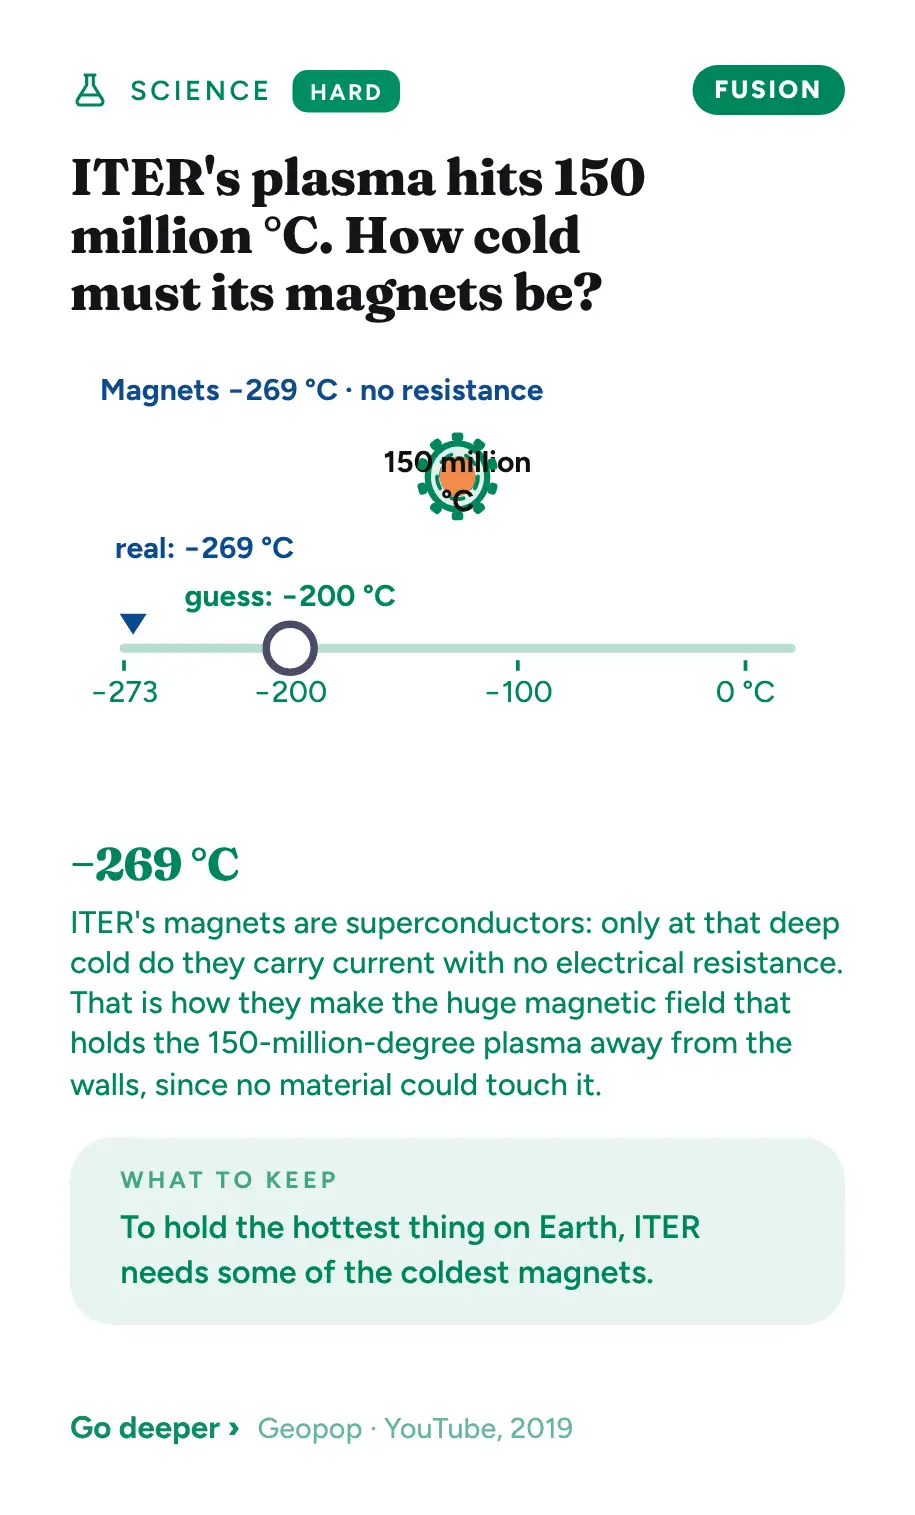 SCIENCE HARD FUSION
ITER's plasma hits 150
million °C. How cold
must its magnets be?
Magnets −269 °C · no resistance
150 million
°C
real: −269 °C
guess: −200 °C
−273 −200 −100 0 °C
−269 °C
ITER's magnets are superconductors: only at that deep
cold do they carry current with no electrical resistance.
That is how they make the huge magnetic field that
holds the 150-million-degree plasma away from the
walls, since no material could touch it.
WHAT TO KEEP
To hold the hottest thing on Earth, ITER
needs some of the coldest magnets.
Go deeper › Geopop · YouTube, 2019